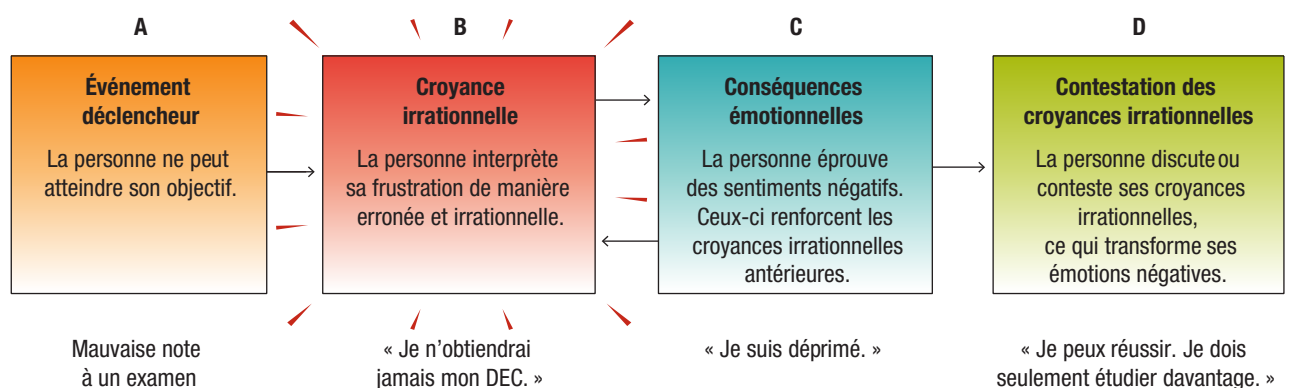 A
Événement
déclencheur
La personne ne peut
atteindre son objectif.
Mauvaise note
à un examen
B
Croyance
irrationnelle
La personne interprète
sa frustration de manière
erronée et irrationnelle.
« Je n'obtiendrai
jamais mon DEC. »
C
Conséquences
émotionnelles
La personne éprouve
des sentiments négatifs.
Ceux-ci renforcent les
croyances irrationnelles
antérieures.
« Je suis déprimé. »
D
Contestation des
croyances irrationnelles
La personne discute ou
conteste ses croyances
irrationnelles,
ce qui transforme ses
émotions négatives.
« Je peux réussir. Je dois
seulement étudier davantage. »